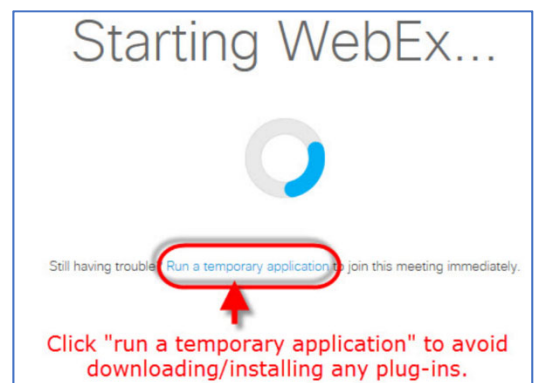 Starting WebEx...
Still having trouble? Run a temporary application to join this meeting immediately.
Click "run a temporary application" to avoid
downloading/installing any plug-ins.